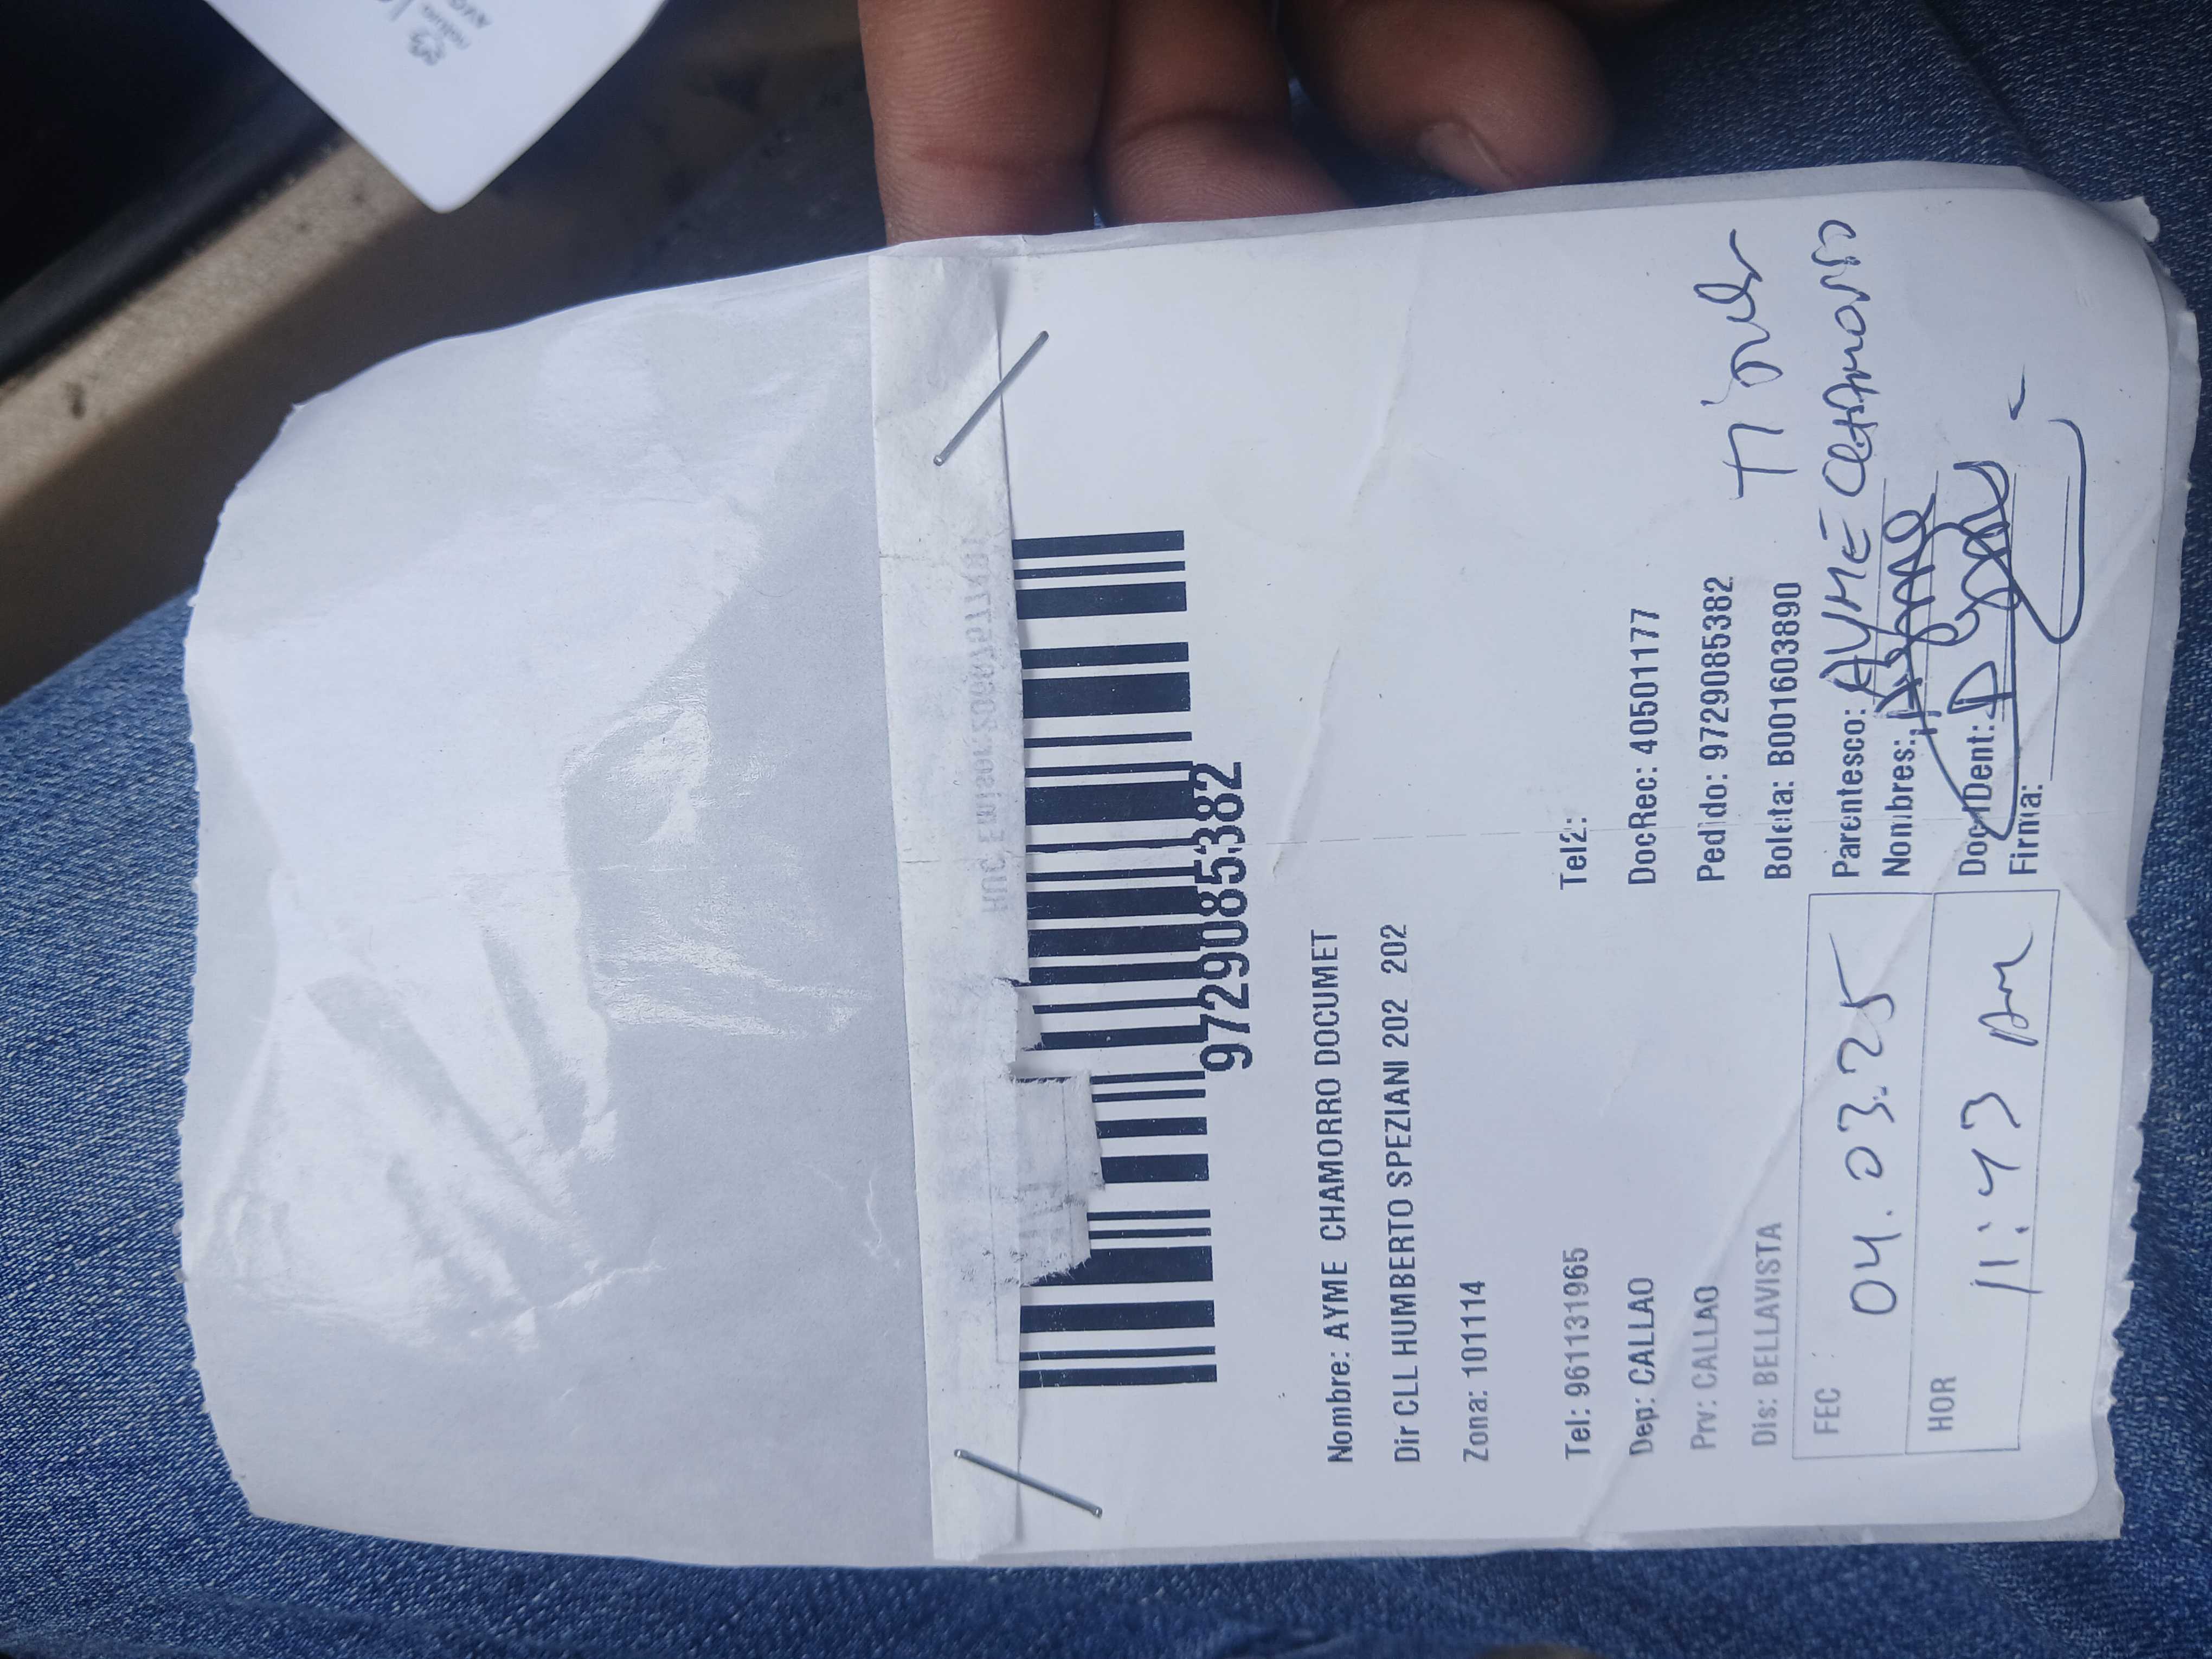 9729085382
Nombre: AYME CHAMORRO DOCUMET
Dir CLL HUMBERTO SPEZIANI 202 202
Zona: 101114
Tel: 961131965 Tel2:
Dep: CALLAO DocRec: 40501177
Prv: CALLAO Pedido: 9729085382
Dis: BELLAVISTA Boleta: B001603890
FEC : 04.03.25 Parentesco: AYME CHAMORRO
Nombres:
HOR 11:43 AM DocIDent:
Firma: